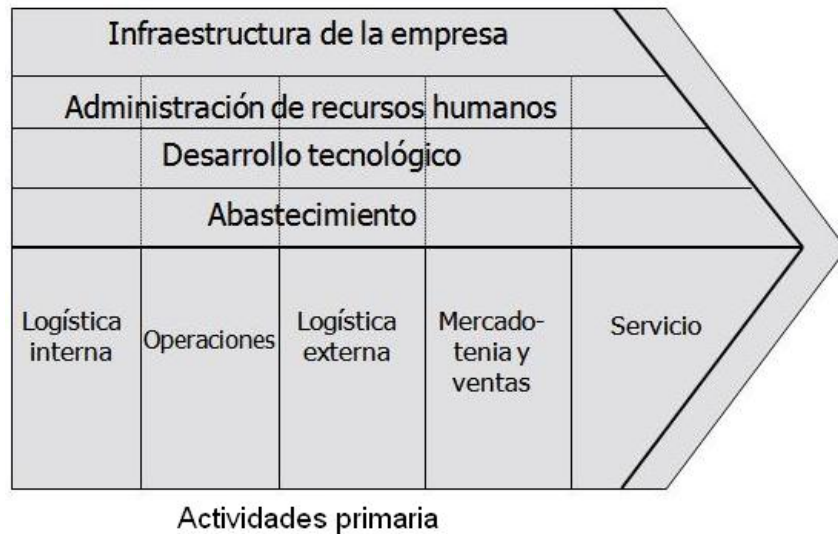 Infraestructura de la empresa
Administración de recursos humanos
Desarrollo tecnológico
Abastecimiento
Logística
interna
Operaciones
Logística
externa
Mercado-
tenia y
ventas
Servicio
Actividades primaria